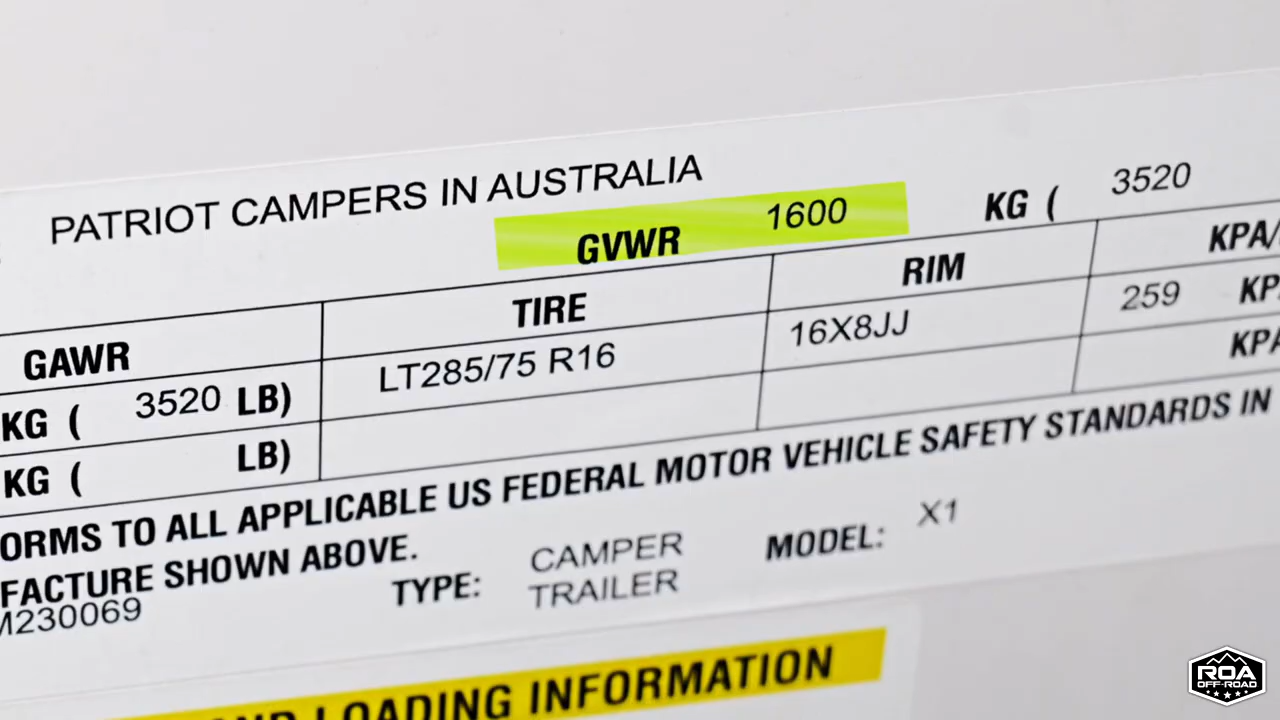 PATRIOT CAMPERS IN AUSTRALIA
GVWR 1600 KG ( 3520
GAWR TIRE RIM KPA/
KG ( 3520 LB) LT285/75 R16 16X8JJ 259 KP
KG ( LB) KPA
ORMS TO ALL APPLICABLE US FEDERAL MOTOR VEHICLE SAFETY STANDARDS IN
FACTURE SHOWN ABOVE.
M230069 TYPE: CAMPER TRAILER MODEL: X1
AND LOADING INFORMATION
ROA
OFF-ROAD